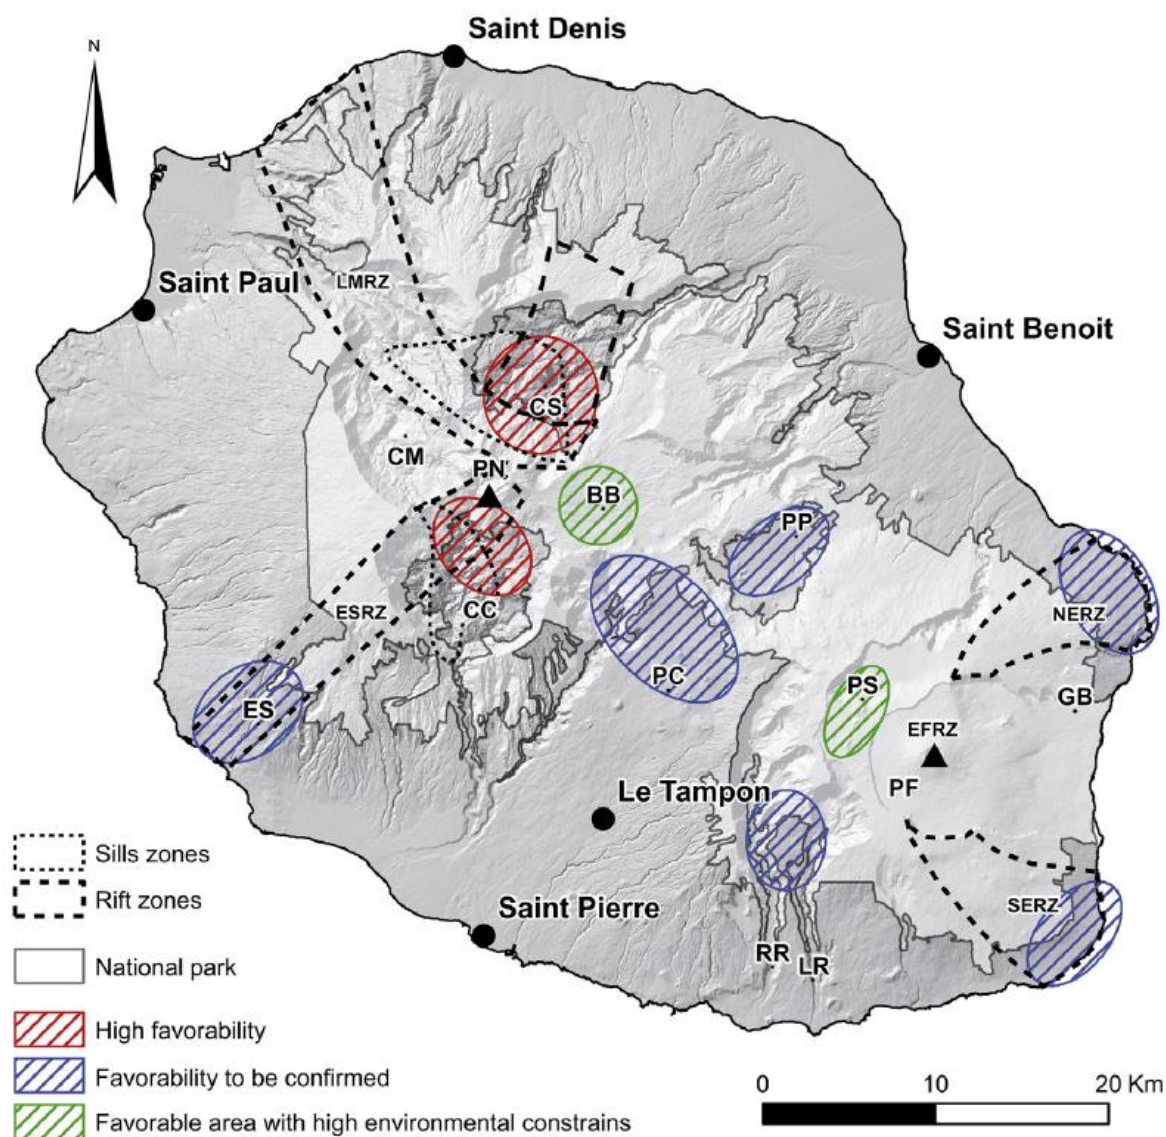 Saint Denis
N
Saint Paul
LMRZ
Saint Benoit
CS
CM
PN
BB
PP
ESRZ
CC
NERZ
PC
PS
GB
ES
EFRZ
PF
Le Tampon
Sills zones
Rift zones
Saint Pierre
SERZ
RR
LR
National park
High favorability
Favorability to be confirmed
Favorable area with high environmental constrains
0 10 20 Km